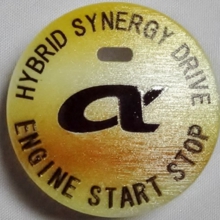 HYBRID SYNERGY DRIVE
α
ENGINE START STOP